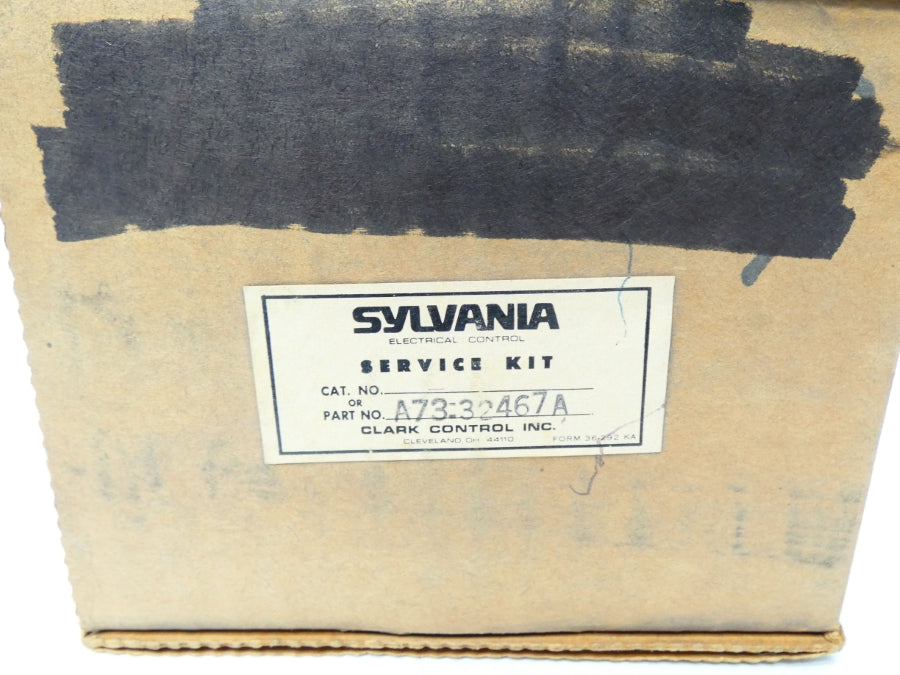 SYLVANIA
ELECTRICAL CONTROL
SERVICE KIT
CAT. NO.
OR
PART NO. A73-32467A
CLARK CONTROL INC.
CLEVELAND, OH. 44110 FORM 36-292 KA